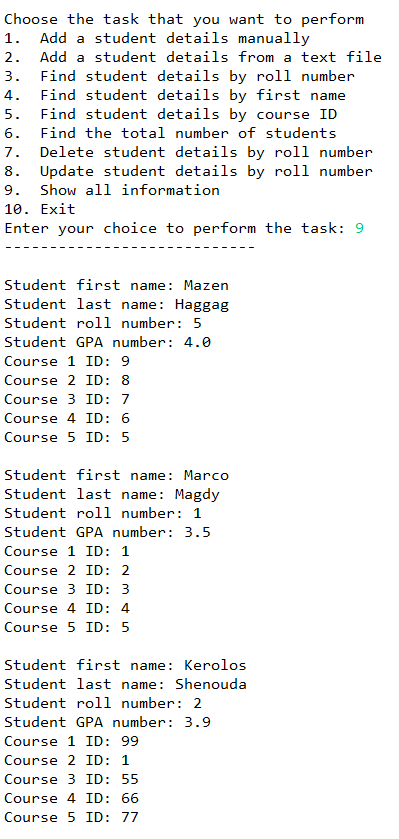 Choose the task that you want to perform
1.  Add a student details manually
2.  Add a student details from a text file
3.  Find student details by roll number
4.  Find student details by first name
5.  Find student details by course ID
6.  Find the total number of students
7.  Delete student details by roll number
8.  Update student details by roll number
9.  Show all information
10. Exit
Enter your choice to perform the task: 9
----------------------------
Student first name: Mazen
Student last name: Haggag
Student roll number: 5
Student GPA number: 4.0
Course 1 ID: 9
Course 2 ID: 8
Course 3 ID: 7
Course 4 ID: 6
Course 5 ID: 5
Student first name: Marco
Student last name: Magdy
Student roll number: 1
Student GPA number: 3.5
Course 1 ID: 1
Course 2 ID: 2
Course 3 ID: 3
Course 4 ID: 4
Course 5 ID: 5
Student first name: Kerolos
Student last name: Shenouda
Student roll number: 2
Student GPA number: 3.9
Course 1 ID: 99
Course 2 ID: 1
Course 3 ID: 55
Course 4 ID: 66
Course 5 ID: 77